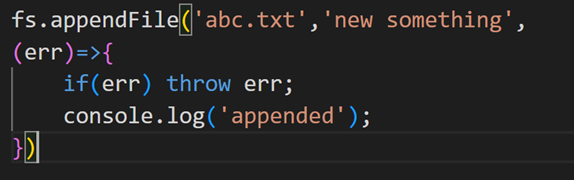 fs.appendFile('abc.txt','new something',
(err)=>{
    if(err) throw err;
    console.log('appended');
})